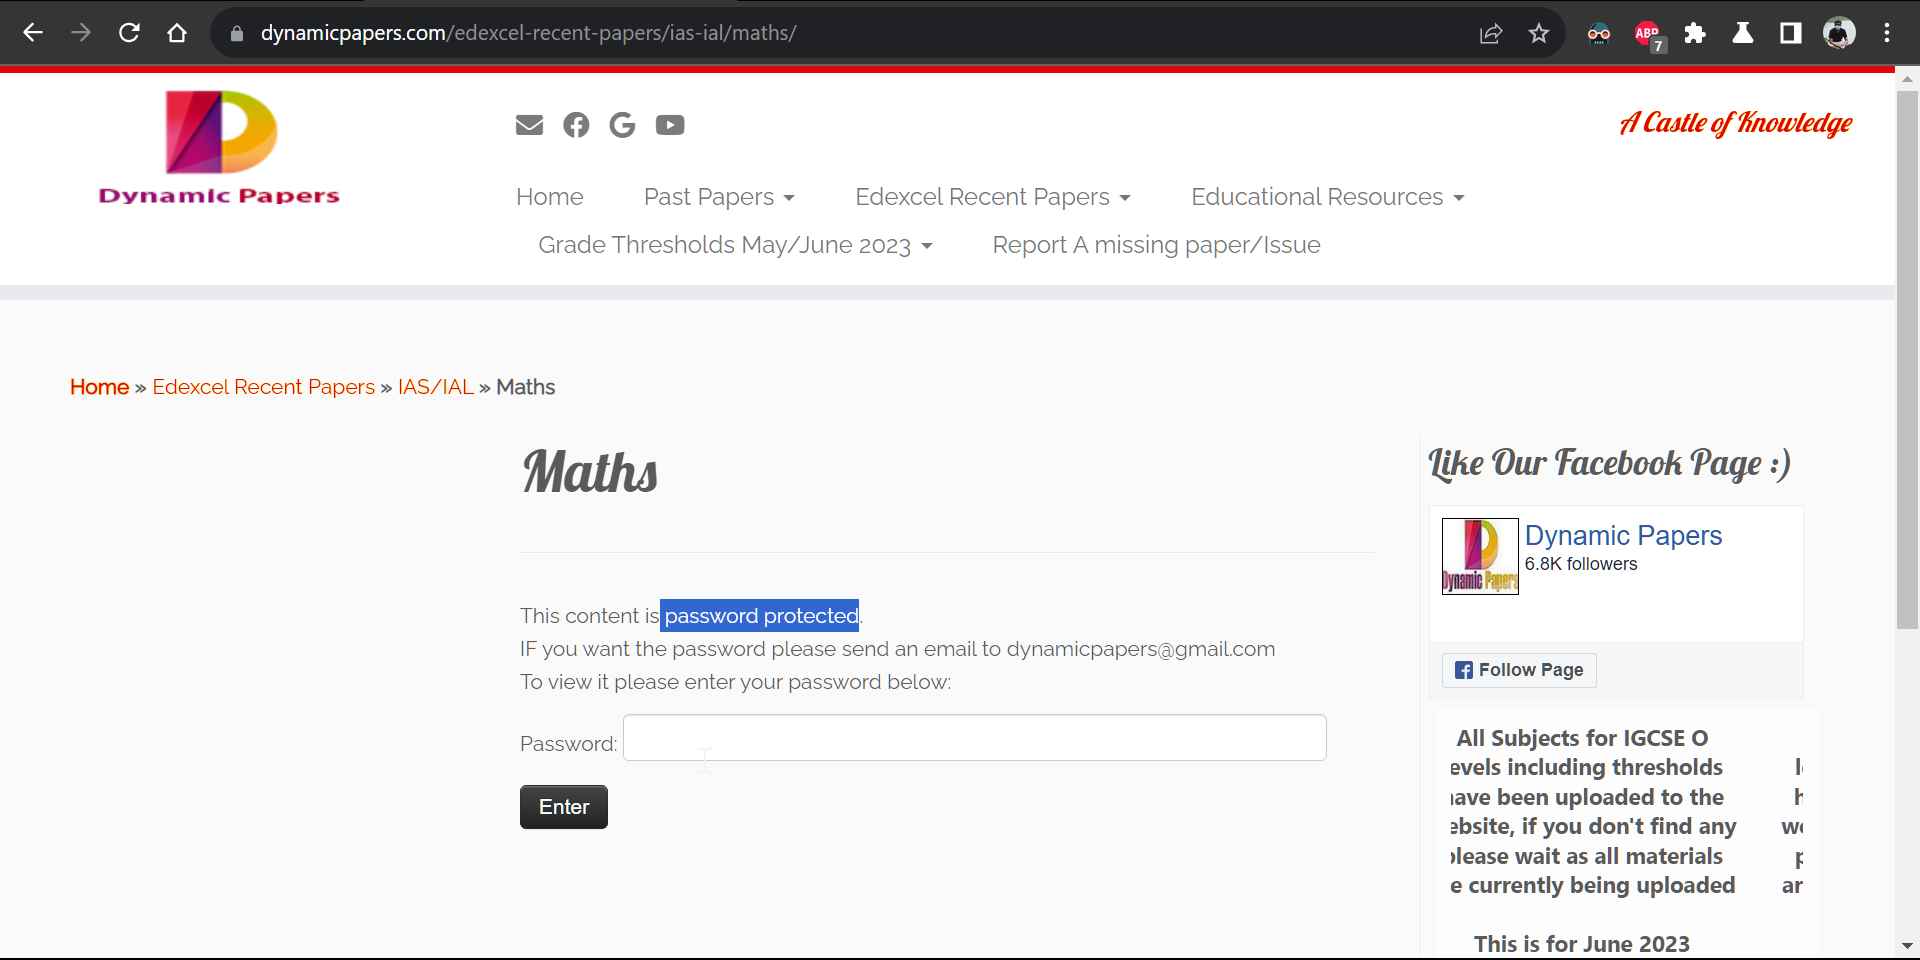 dynamicpapers.com/edexcel-recent-papers/ias-ial/maths/
ABP
7
Dynamic Papers
A Castle of Knowledge
Home
Past Papers
Edexcel Recent Papers
Educational Resources
Grade Thresholds May/June 2023
Report A missing paper/Issue
Home » Edexcel Recent Papers » IAS/IAL » Maths
Maths
This content is password protected.
IF you want the password please send an email to dynamicpapers@gmail.com
To view it please enter your password below:
Password:
Enter
Like Our Facebook Page :)
Dynamic Papers
Dynamic Papers
6.8K followers
Follow Page
All Subjects for IGCSE O
evels including thresholds
have been uploaded to the
ebsite, if you don't find any
please wait as all materials
e currently being uploaded
This is for June 2023